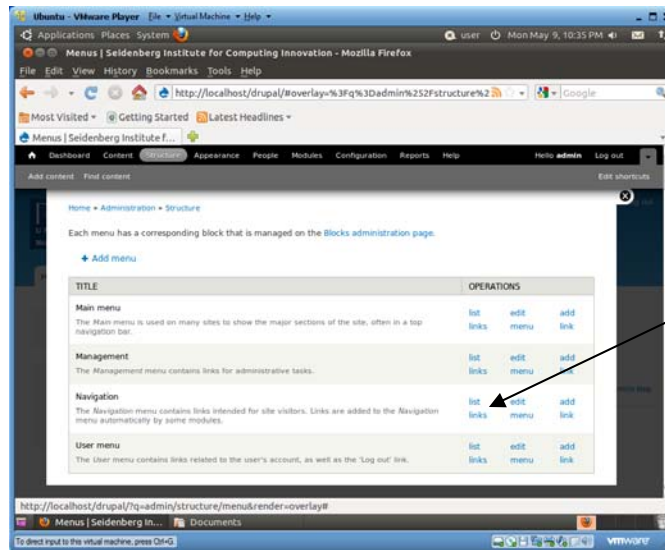 Ubuntu - VMware Player File Virtual Machine Help
Applications Places System user Mon May 9, 10:35 PM
Menus | Seidenberg Institute for Computing Innovation - Mozilla Firefox
File Edit View History Bookmarks Tools Help
http://localhost/drupal/#overlay=%3Fq%3Dadmin%252Fstructure%2 Google
Most Visited Getting Started Latest Headlines
Menus | Seidenberg Institute f...
Dashboard Content Structure Appearance People Modules Configuration Reports Help Hello admin Log out
Add content Find content Edit shortcuts
Home » Administration » Structure
Each menu has a corresponding block that is managed on the Blocks administration page.
+ Add menu
TITLE OPERATIONS
Main menu
The Main menu is used on many sites to show the major sections of the site, often in a top navigation bar.
list links edit menu add link
Management
The Management menu contains links for administrative tasks.
list links edit menu add link
Navigation
The Navigation menu contains links intended for site visitors. Links are added to the Navigation menu automatically by some modules.
list links edit menu add link
User menu
The User menu contains links related to the user's account, as well as the 'Log out' link.
list links edit menu add link
http://localhost/drupal/?q=admin/structure/menu&render=overlay#
Menus | Seidenberg In... Documents
To direct input to this virtual machine, press Ctrl+G. vmware